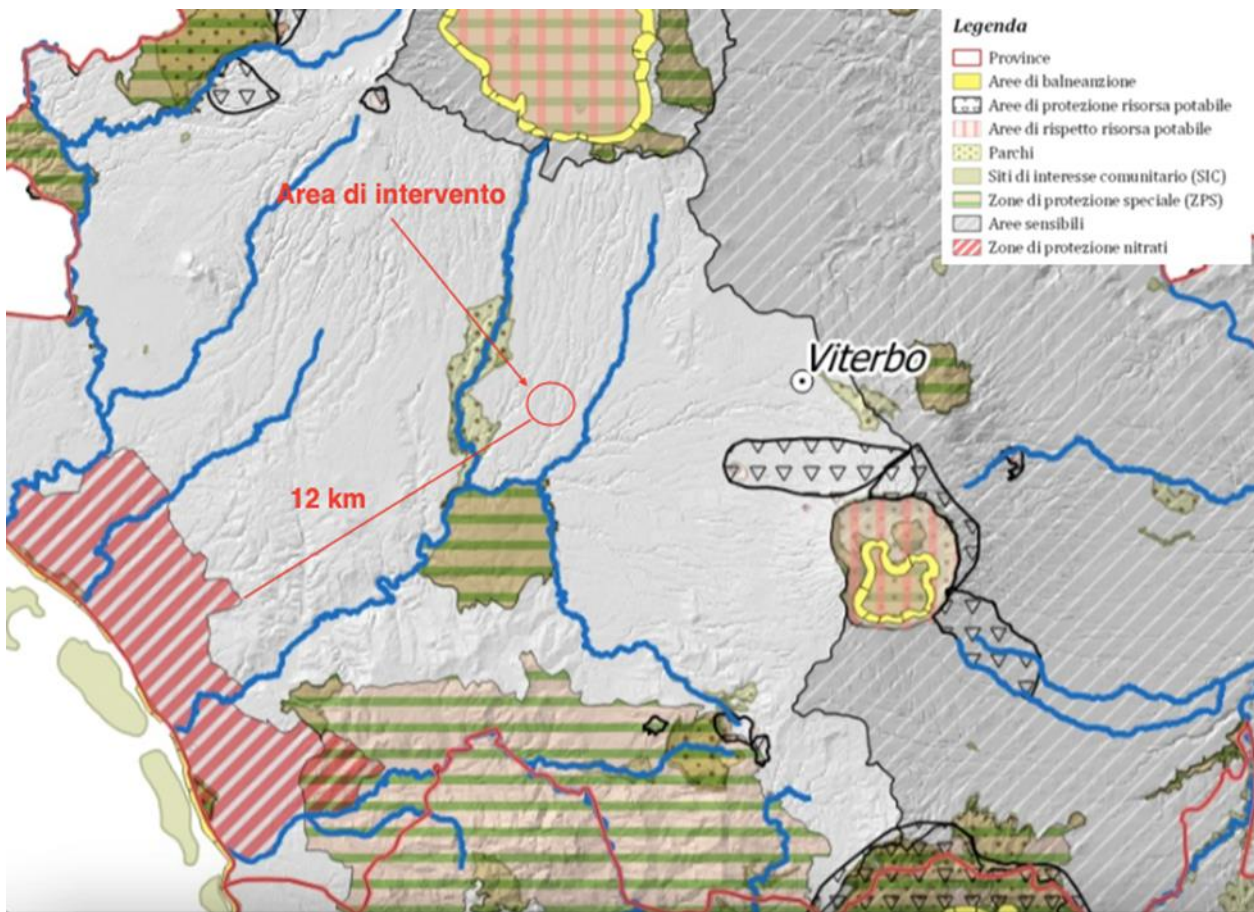 Legenda
Province
Aree di balneanzione
Aree di protezione risorsa potabile
Aree di rispetto risorsa potabile
Parchi
Siti di interesse comunitario (SIC)
Zone di protezione speciale (ZPS)
Aree sensibili
Zone di protezione nitrati
Area di intervento
Viterbo
12 km